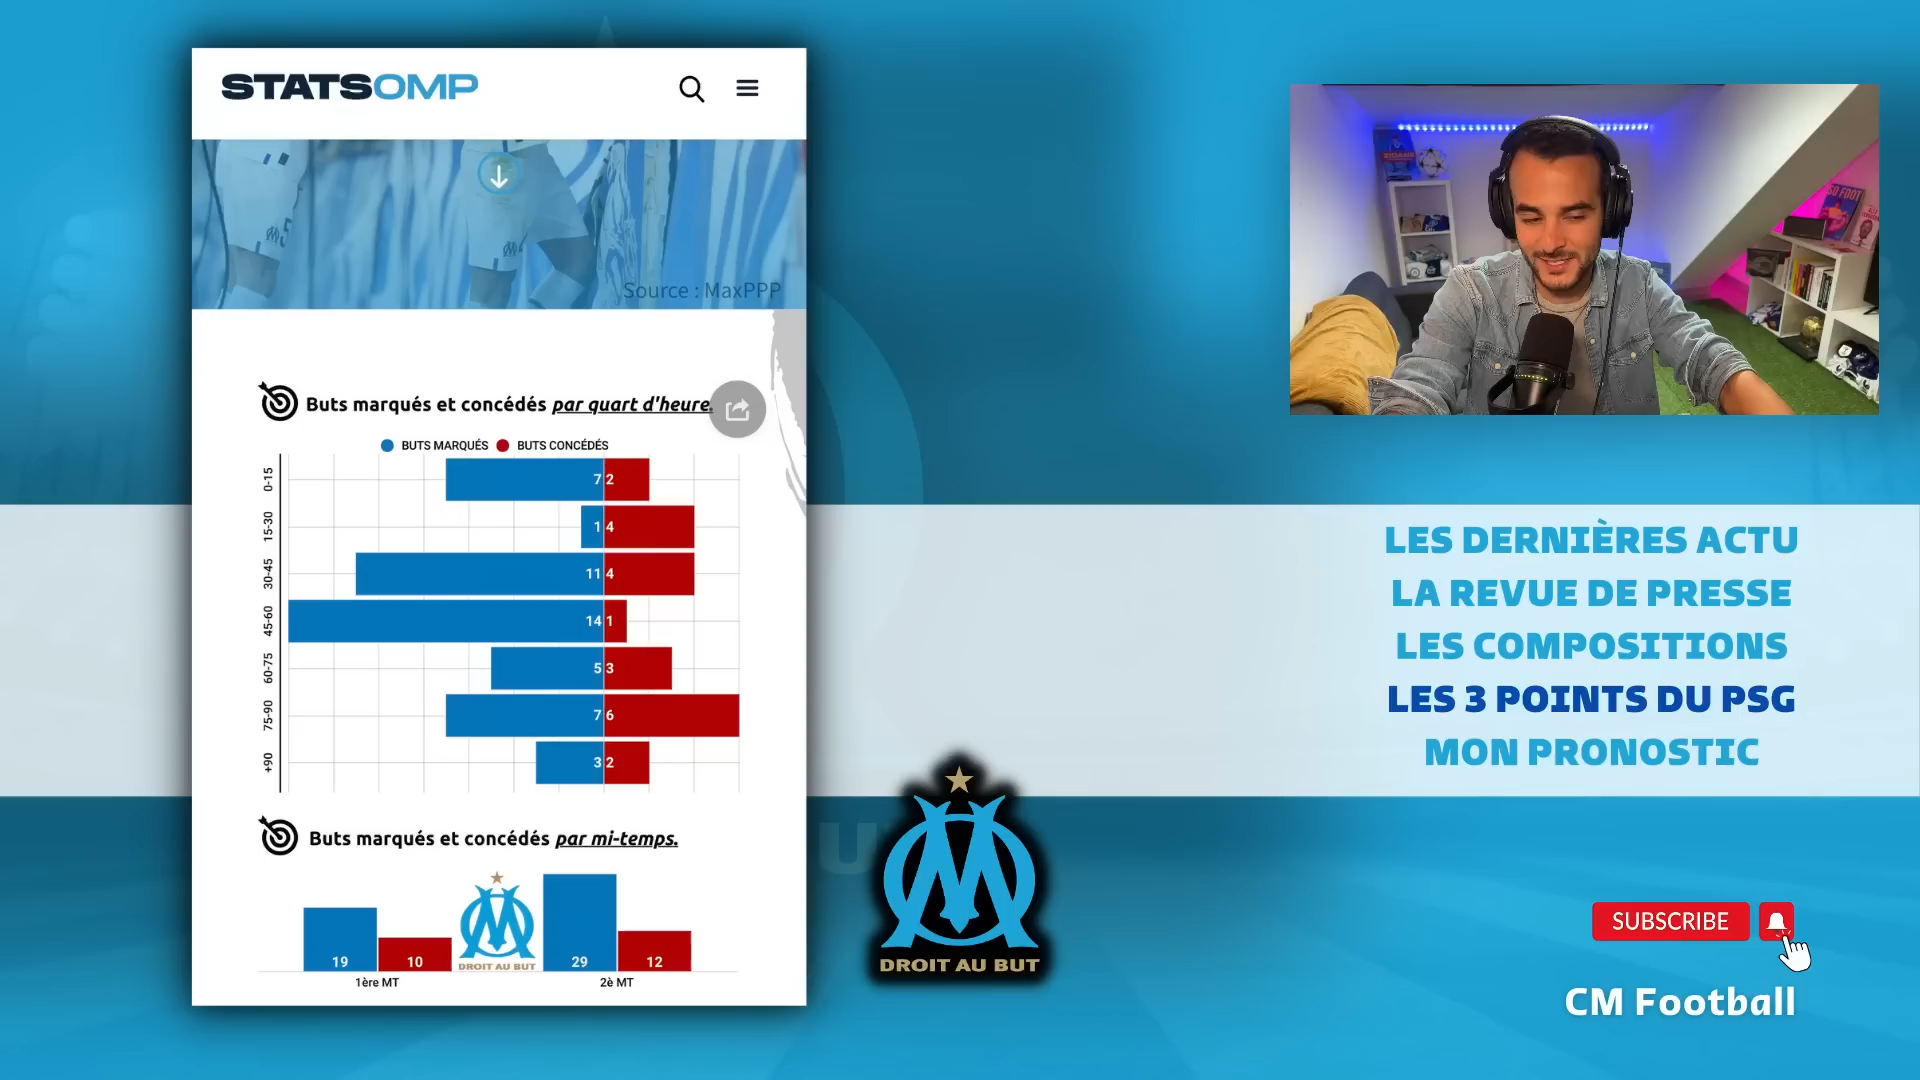 STATSOMP
Source : MaxPPP
Buts marqués et concédés par quart d'heure.
BUTS MARQUÉS BUTS CONCÉDÉS
0-15 7 2
15-30 1 4
30-45 11 4
45-60 14 1
60-75 5 3
75-90 7 6
+90 3 2
Buts marqués et concédés par mi-temps.
19 10 29 12
DROIT AU BUT
1ère MT 2è MT
DROIT AU BUT
LES DERNIÈRES ACTU
LA REVUE DE PRESSE
LES COMPOSITIONS
LES 3 POINTS DU PSG
MON PRONOSTIC
SUBSCRIBE
CM Football